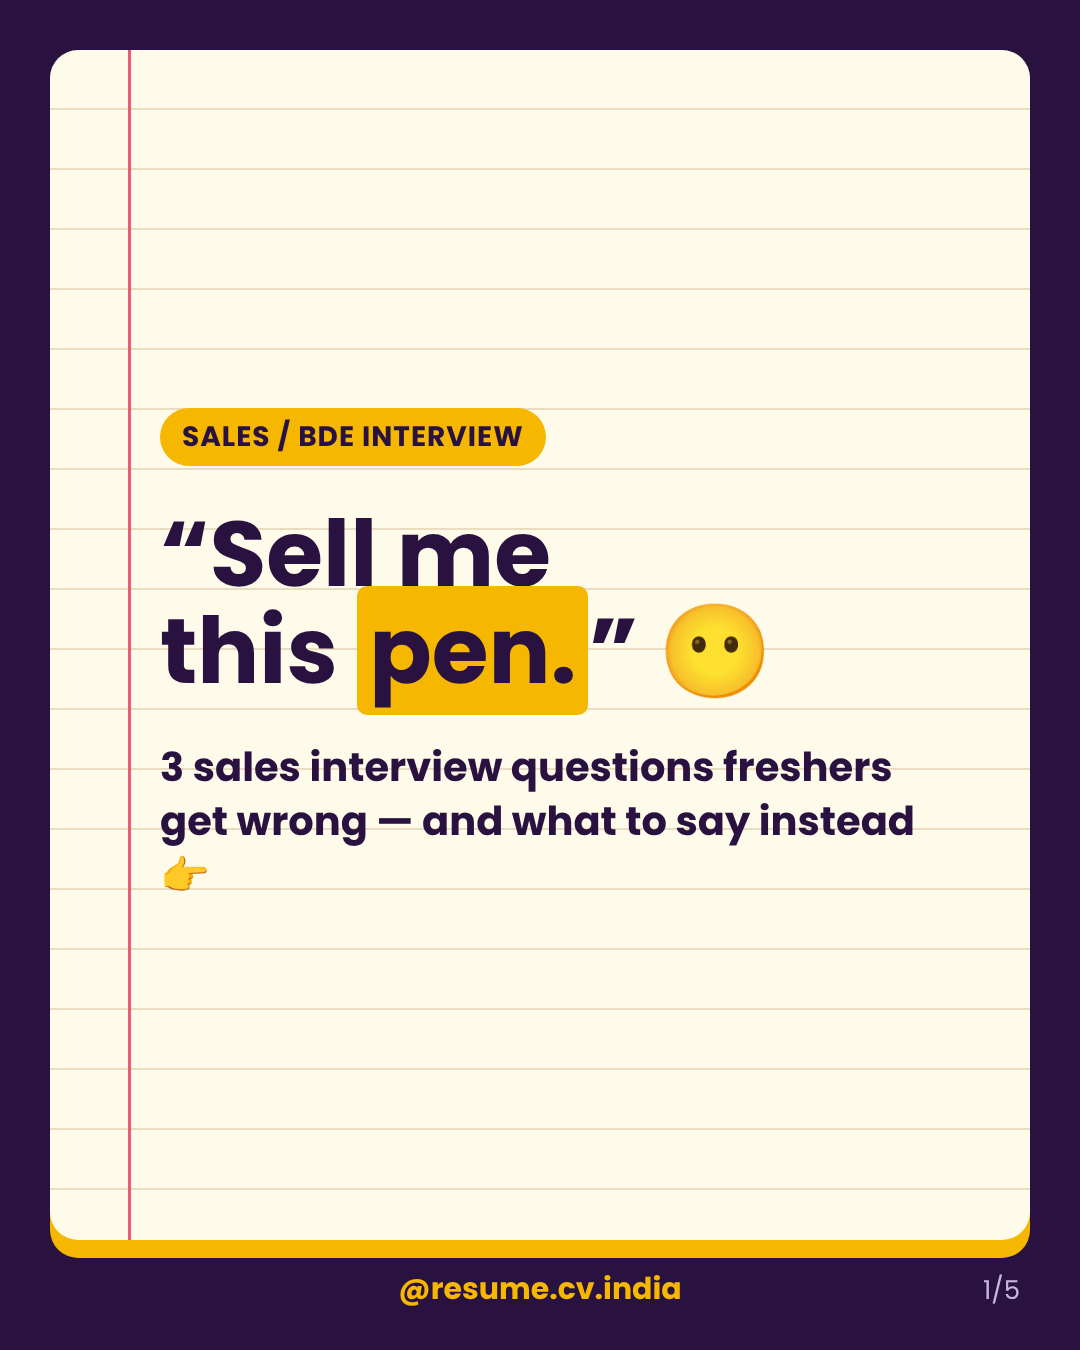 SALES / BDE INTERVIEW
“Sell me
this pen.” 😶
3 sales interview questions freshers
get wrong — and what to say instead
👉
@resume.cv.india
1/5